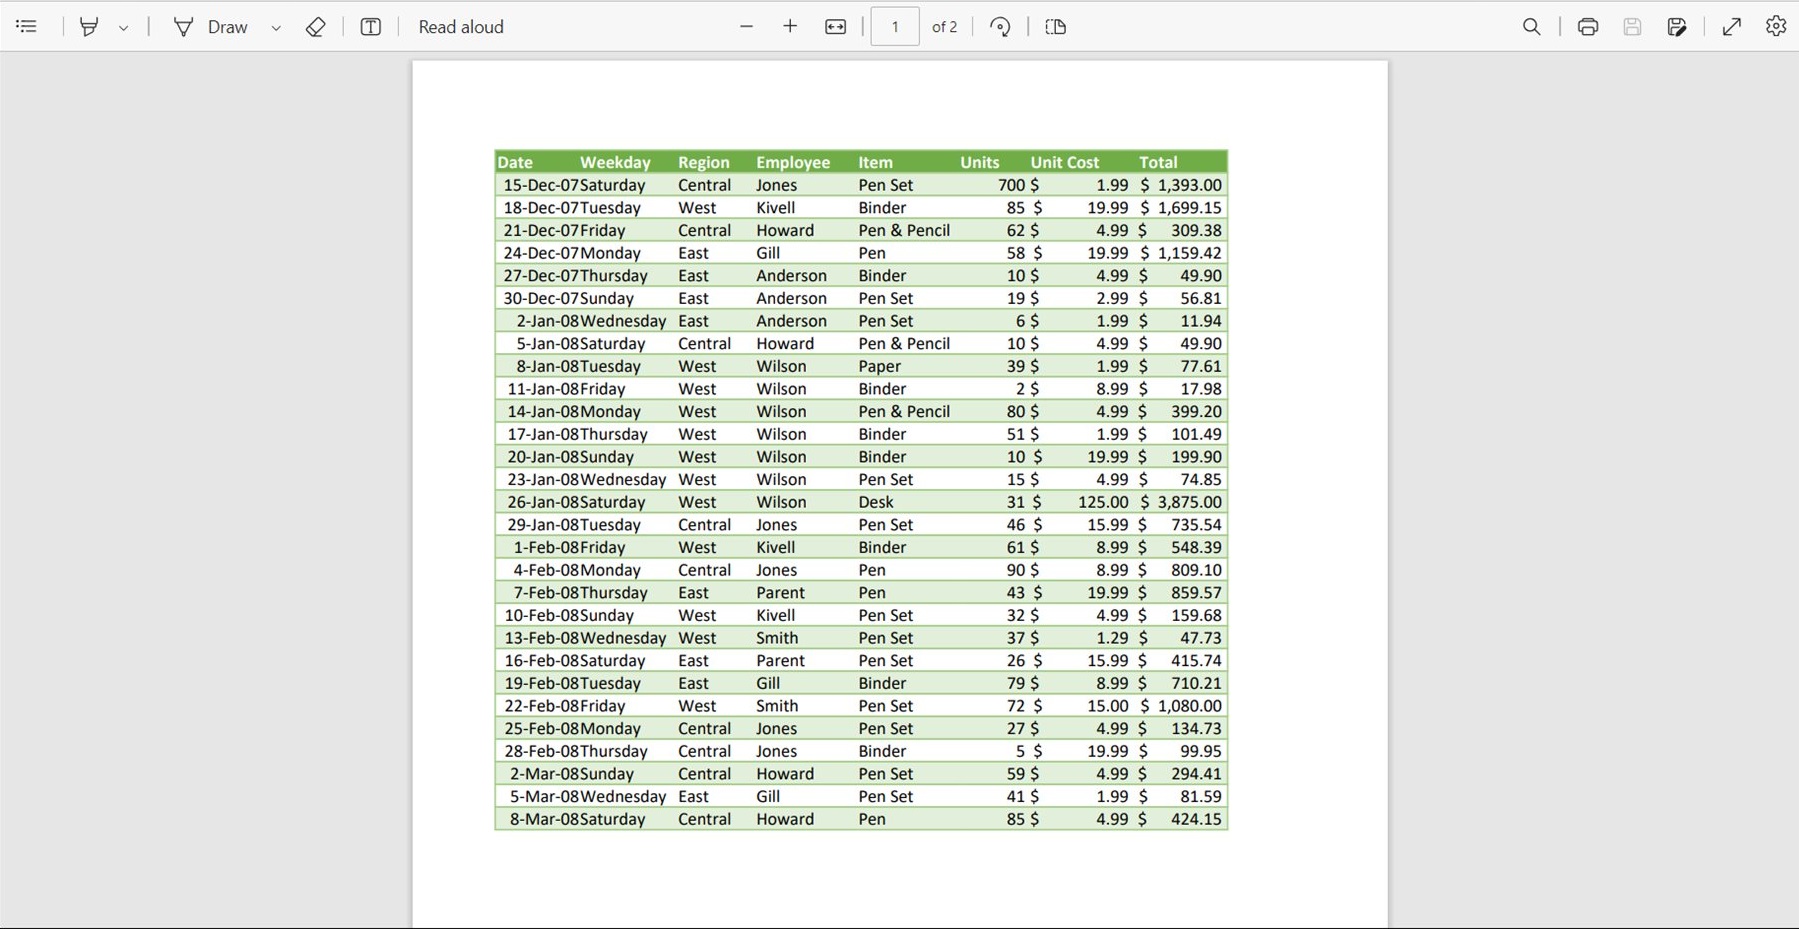 Draw Read aloud 1 of 2
Date Weekday Region Employee Item Units Unit Cost Total
15-Dec-07 Saturday Central Jones Pen Set 700 $ 1.99 $ 1,393.00
18-Dec-07 Tuesday West Kivell Binder 85 $ 19.99 $ 1,699.15
21-Dec-07 Friday Central Howard Pen & Pencil 62 $ 4.99 $ 309.38
24-Dec-07 Monday East Gill Pen 58 $ 19.99 $ 1,159.42
27-Dec-07 Thursday East Anderson Binder 10 $ 4.99 $ 49.90
30-Dec-07 Sunday East Anderson Pen Set 19 $ 2.99 $ 56.81
2-Jan-08 Wednesday East Anderson Pen Set 6 $ 1.99 $ 11.94
5-Jan-08 Saturday Central Howard Pen & Pencil 10 $ 4.99 $ 49.90
8-Jan-08 Tuesday West Wilson Paper 39 $ 1.99 $ 77.61
11-Jan-08 Friday West Wilson Binder 2 $ 8.99 $ 17.98
14-Jan-08 Monday West Wilson Pen & Pencil 80 $ 4.99 $ 399.20
17-Jan-08 Thursday West Wilson Binder 51 $ 1.99 $ 101.49
20-Jan-08 Sunday West Wilson Binder 10 $ 19.99 $ 199.90
23-Jan-08 Wednesday West Wilson Pen Set 15 $ 4.99 $ 74.85
26-Jan-08 Saturday West Wilson Desk 31 $ 125.00 $ 3,875.00
29-Jan-08 Tuesday Central Jones Pen Set 46 $ 15.99 $ 735.54
1-Feb-08 Friday West Kivell Binder 61 $ 8.99 $ 548.39
4-Feb-08 Monday Central Jones Pen 90 $ 8.99 $ 809.10
7-Feb-08 Thursday East Parent Pen 43 $ 19.99 $ 859.57
10-Feb-08 Sunday West Kivell Pen Set 32 $ 4.99 $ 159.68
13-Feb-08 Wednesday West Smith Pen Set 37 $ 1.29 $ 47.73
16-Feb-08 Saturday East Parent Pen Set 26 $ 15.99 $ 415.74
19-Feb-08 Tuesday East Gill Binder 79 $ 8.99 $ 710.21
22-Feb-08 Friday West Smith Pen Set 72 $ 15.00 $ 1,080.00
25-Feb-08 Monday Central Jones Pen Set 27 $ 4.99 $ 134.73
28-Feb-08 Thursday Central Jones Binder 5 $ 19.99 $ 99.95
2-Mar-08 Sunday Central Howard Pen Set 59 $ 4.99 $ 294.41
5-Mar-08 Wednesday East Gill Pen Set 41 $ 1.99 $ 81.59
8-Mar-08 Saturday Central Howard Pen 85 $ 4.99 $ 424.15